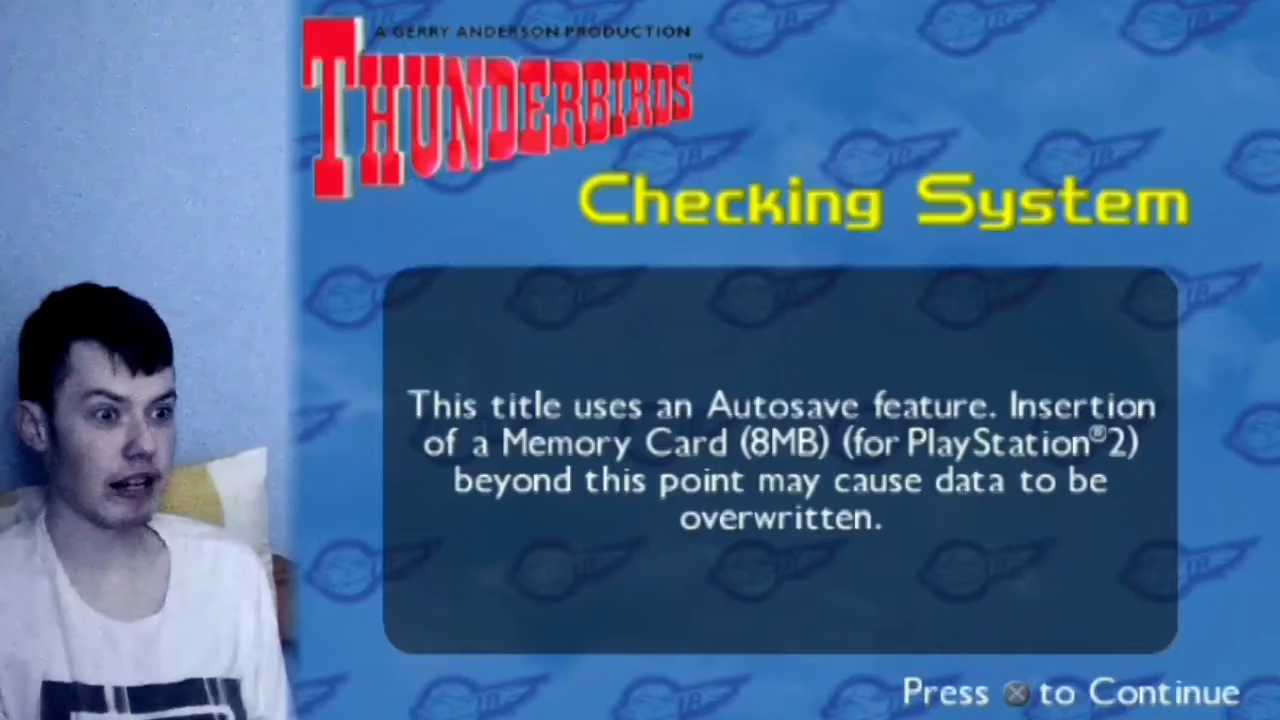 A GERRY ANDERSON PRODUCTION
THUNDERBIRDS™
Checking System
This title uses an Autosave feature. Insertion
of a Memory Card (8MB) (for PlayStation®2)
beyond this point may cause data to be
overwritten.
Press ⓧ to Continue